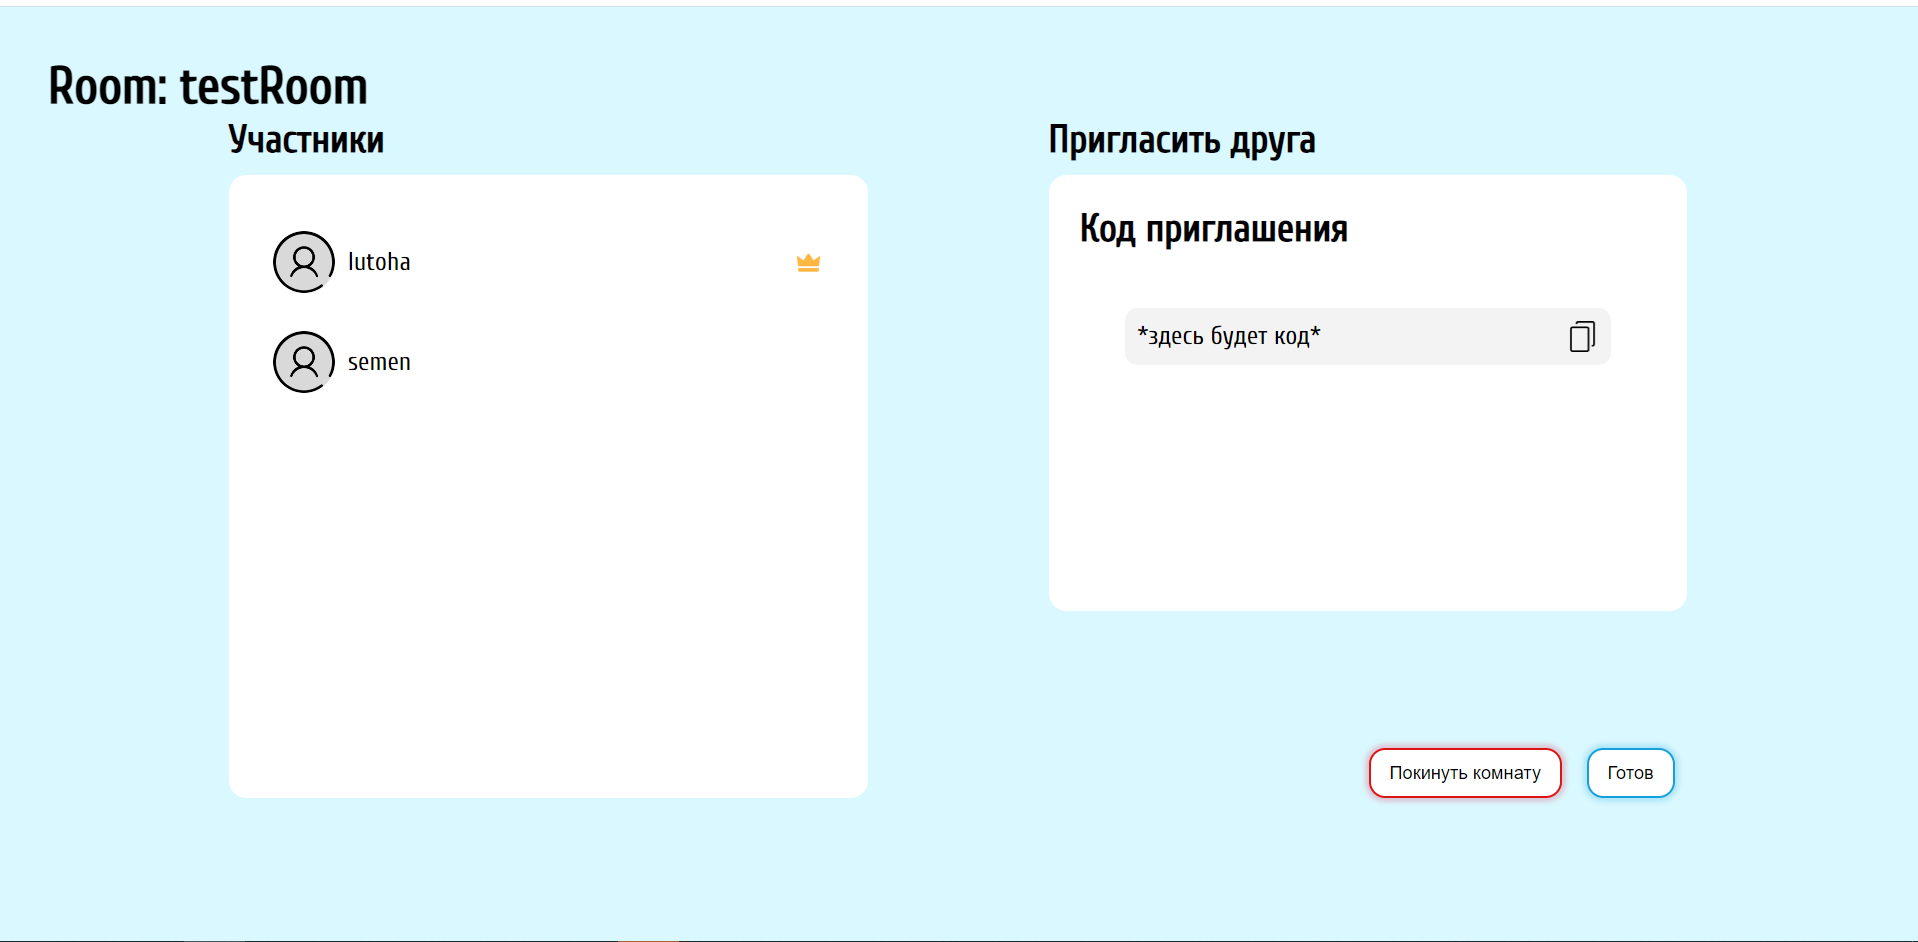 Room: testRoom
Участники
lutoha
semen
Пригласить друга
Код приглашения
*здесь будет код*
Покинуть комнату
Готов